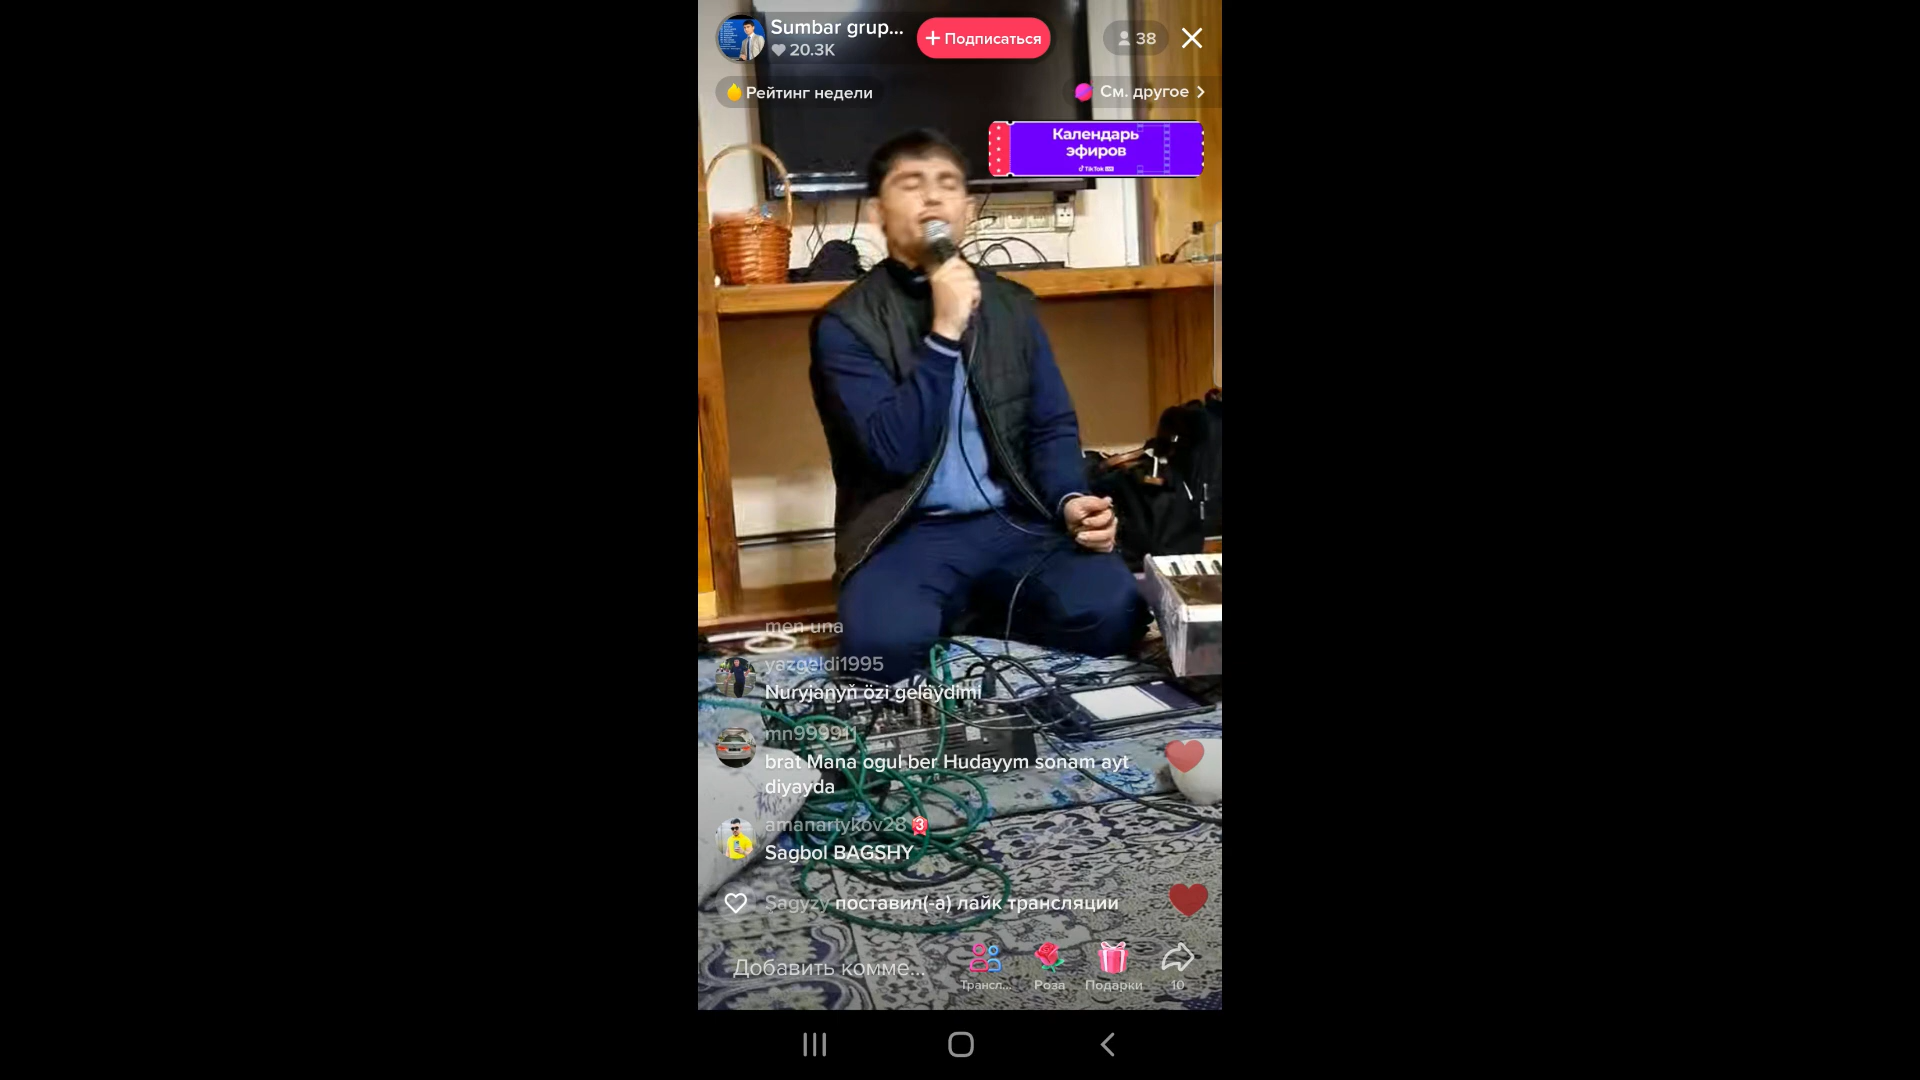 Sumbar grup...
20.3K
+ Подписаться
38
Рейтинг недели
См. другое
Календарь
эфиров
TikTok
men una
yazgeldi1995
Nuryjanyň özi geläýdimi
mn999911
brat Mana ogul ber Hudayym sonam ayt
diyayda
amanartykov28 3
Sagbol BAGSHY
Sagyzy поставил(-а) лайк трансляции
Добавить комме...
Трансл...
Роза
Подарки
10